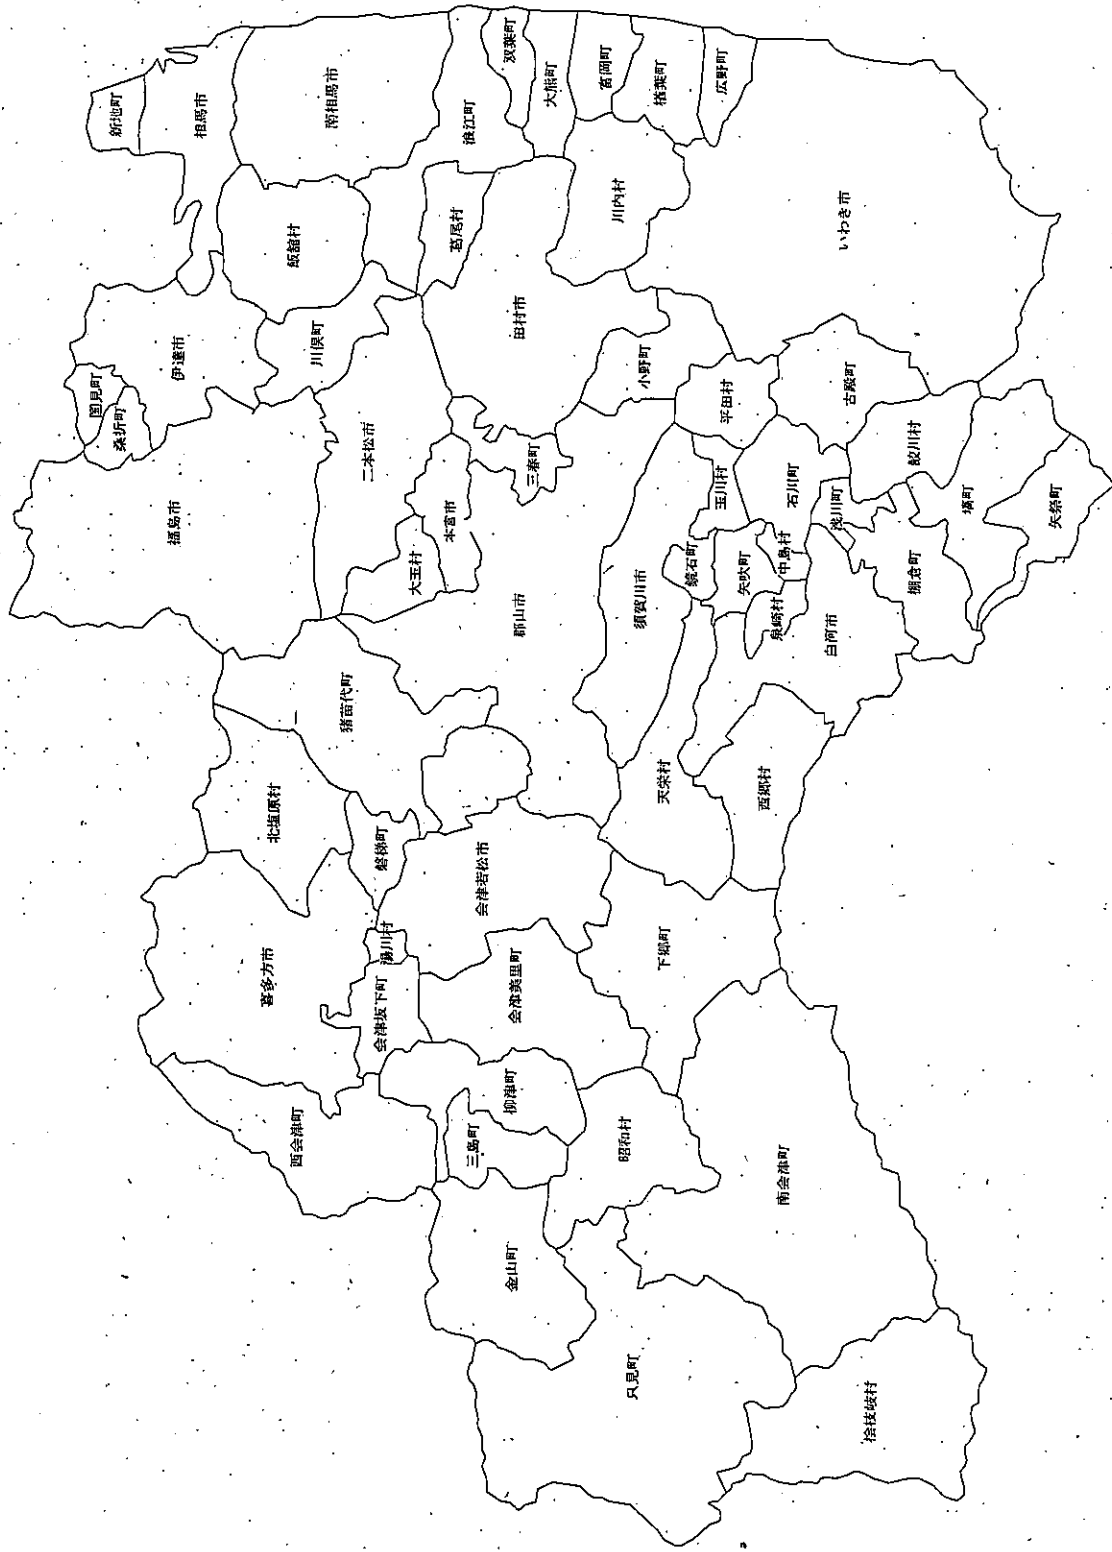 新地町
相馬市
南相馬市
浪江町
双葉町
大熊町
富岡町
楢葉町
広野町
飯舘村
葛尾村
川内村
いわき市
国見町
桑折町
伊達市
川俣町
田村市
小野町
平田村
古殿町
福島市
二本松市
本宮市
大玉村
三春町
玉川村
石川町
浅川町
鮫川村
塙町
矢祭町
郡山市
須賀川市
鏡石町
矢吹町
中島村
泉崎村
白河市
棚倉町
猪苗代町
北塩原村
磐梯町
会津若松市
天栄村
西郷村
喜多方市
湯川村
会津坂下町
会津美里町
下郷町
西会津町
柳津町
三島町
昭和村
南会津町
金山町
只見町
桧枝岐村